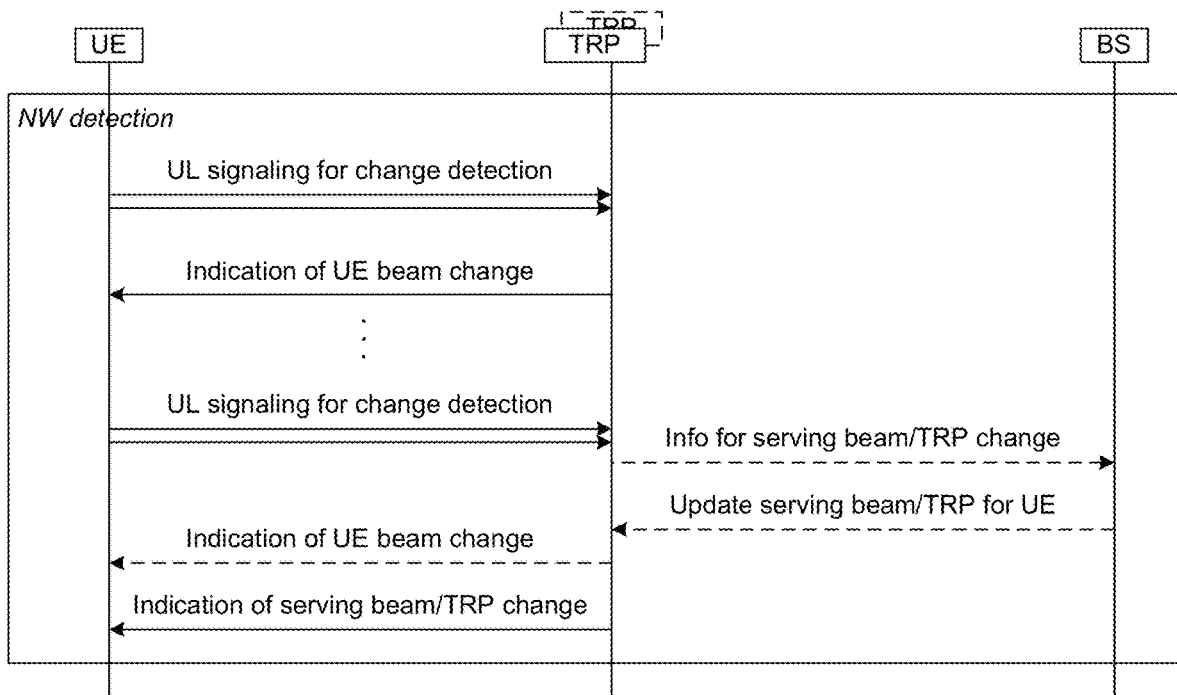 TRP
UE
TRP
BS
NW detection
UL signaling for change detection
Indication of UE beam change
UL signaling for change detection
Info for serving beam/TRP change
Update serving beam/TRP for UE
Indication of UE beam change
Indication of serving beam/TRP change